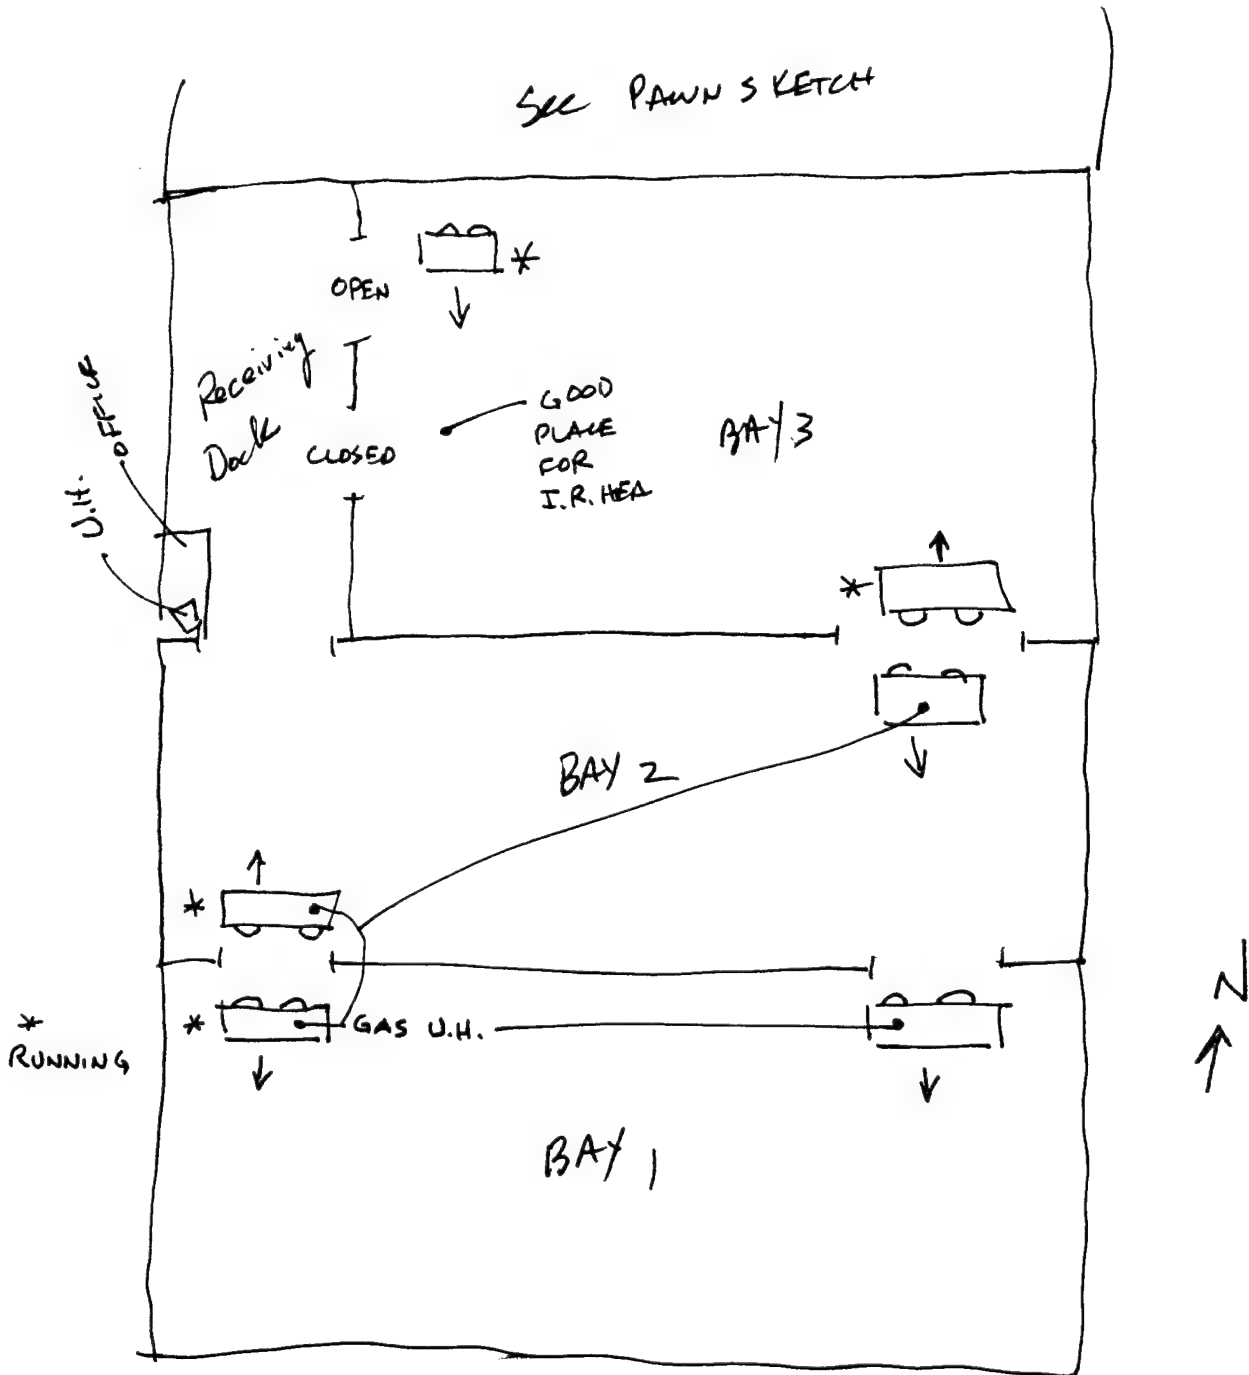 See PAWN SKETCH
*
OPEN
Receiving
Dock
OFFICE
U.H.
CLOSED
GOOD
PLACE
FOR
I.R. HEA
BAY 3
*
BAY 2
*
*
RUNNING
*
GAS U.H.
N
BAY 1